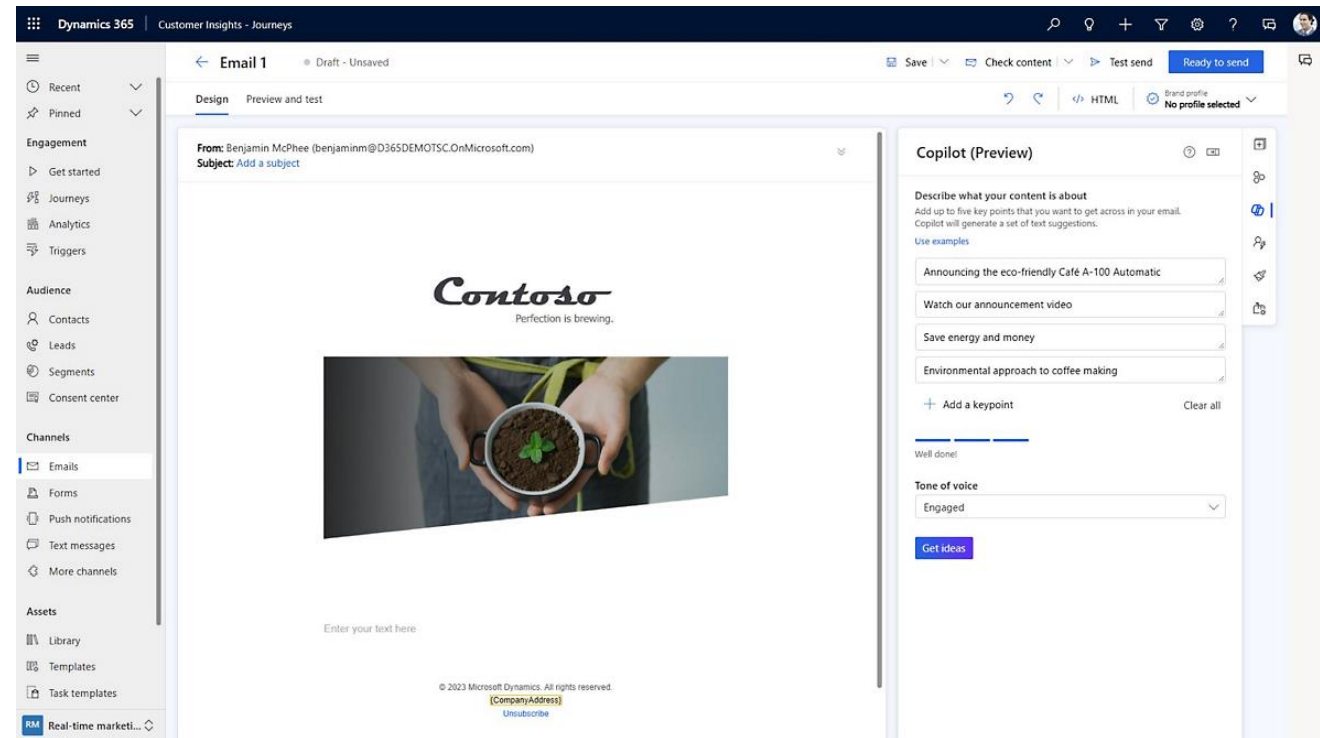 Dynamics 365 Customer Insights - Journeys
Email 1 Draft - Unsaved
Save Check content Test send Ready to send
Design Preview and test
HTML Brand profile
No profile selected
Recent
Pinned
Engagement
Get started
Journeys
Analytics
Triggers
Audience
Contacts
Leads
Segments
Consent center
Channels
Emails
Forms
Push notifications
Text messages
More channels
Assets
Library
Templates
Task templates
RM Real-time marketi...
From: Benjamin McPhee (benjaminm@D365DEMOTSC.OnMicrosoft.com)
Subject: Add a subject
Contoso
Perfection is brewing.
Enter your text here
© 2023 Microsoft Dynamics. All rights reserved.
{CompanyAddress}
Unsubscribe
Copilot (Preview)
Describe what your content is about
Add up to five key points that you want to get across in your email.
Copilot will generate a set of text suggestions.
Use examples
Announcing the eco-friendly Café A-100 Automatic
Watch our announcement video
Save energy and money
Environmental approach to coffee making
Add a keypoint Clear all
Well done!
Tone of voice
Engaged
Get ideas